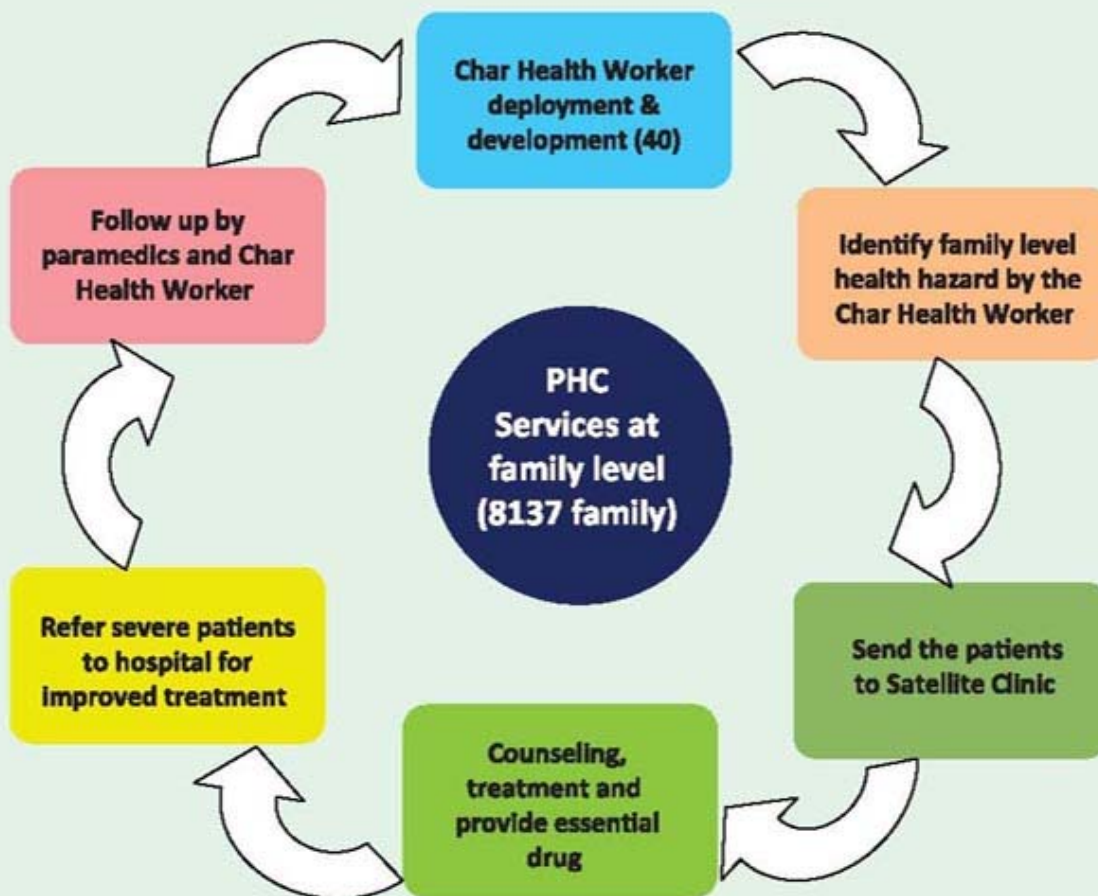 Char Health Worker
deployment &
development (40)
Identify family level
health hazard by the
Char Health Worker
Send the patients
to Satellite Clinic
Counseling,
treatment and
provide essential
drug
Refer severe patients
to hospital for
improved treatment
Follow up by
paramedics and Char
Health Worker
PHC
Services at
family level
(8137 family)